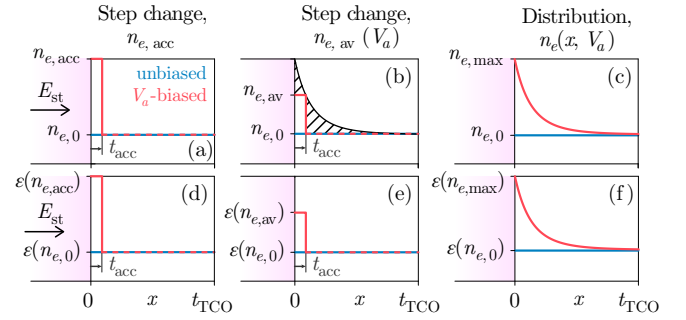 Step change,
n_{e, acc}
Step change,
n_{e, av} (V_a)
Distribution,
n_e(x, V_a)
n_{e, acc}
unbiased
V_a-biased
E_st
n_{e, 0}
t_acc
(a)
(b)
n_{e, av}
n_{e, 0}
t_acc
n_{e, max}
(c)
n_{e, 0}
ε(n_{e,acc})
(d)
E_st
ε(n_{e, 0})
t_acc
(e)
ε(n_{e,av})
ε(n_{e, 0})
t_acc
ε(n_{e,max})
(f)
ε(n_{e, 0})
0 x t_TCO
0 x t_TCO
0 x t_TCO